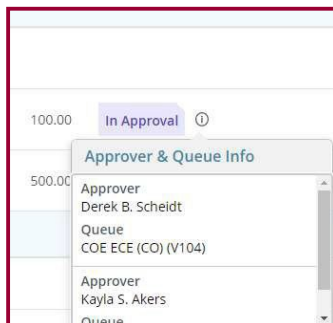 100.00 In Approval
Approver & Queue Info
500.00
Approver
Derek B. Scheidt
Queue
COE ECE (CO) (V104)
Approver
Kayla S. Akers
Queue